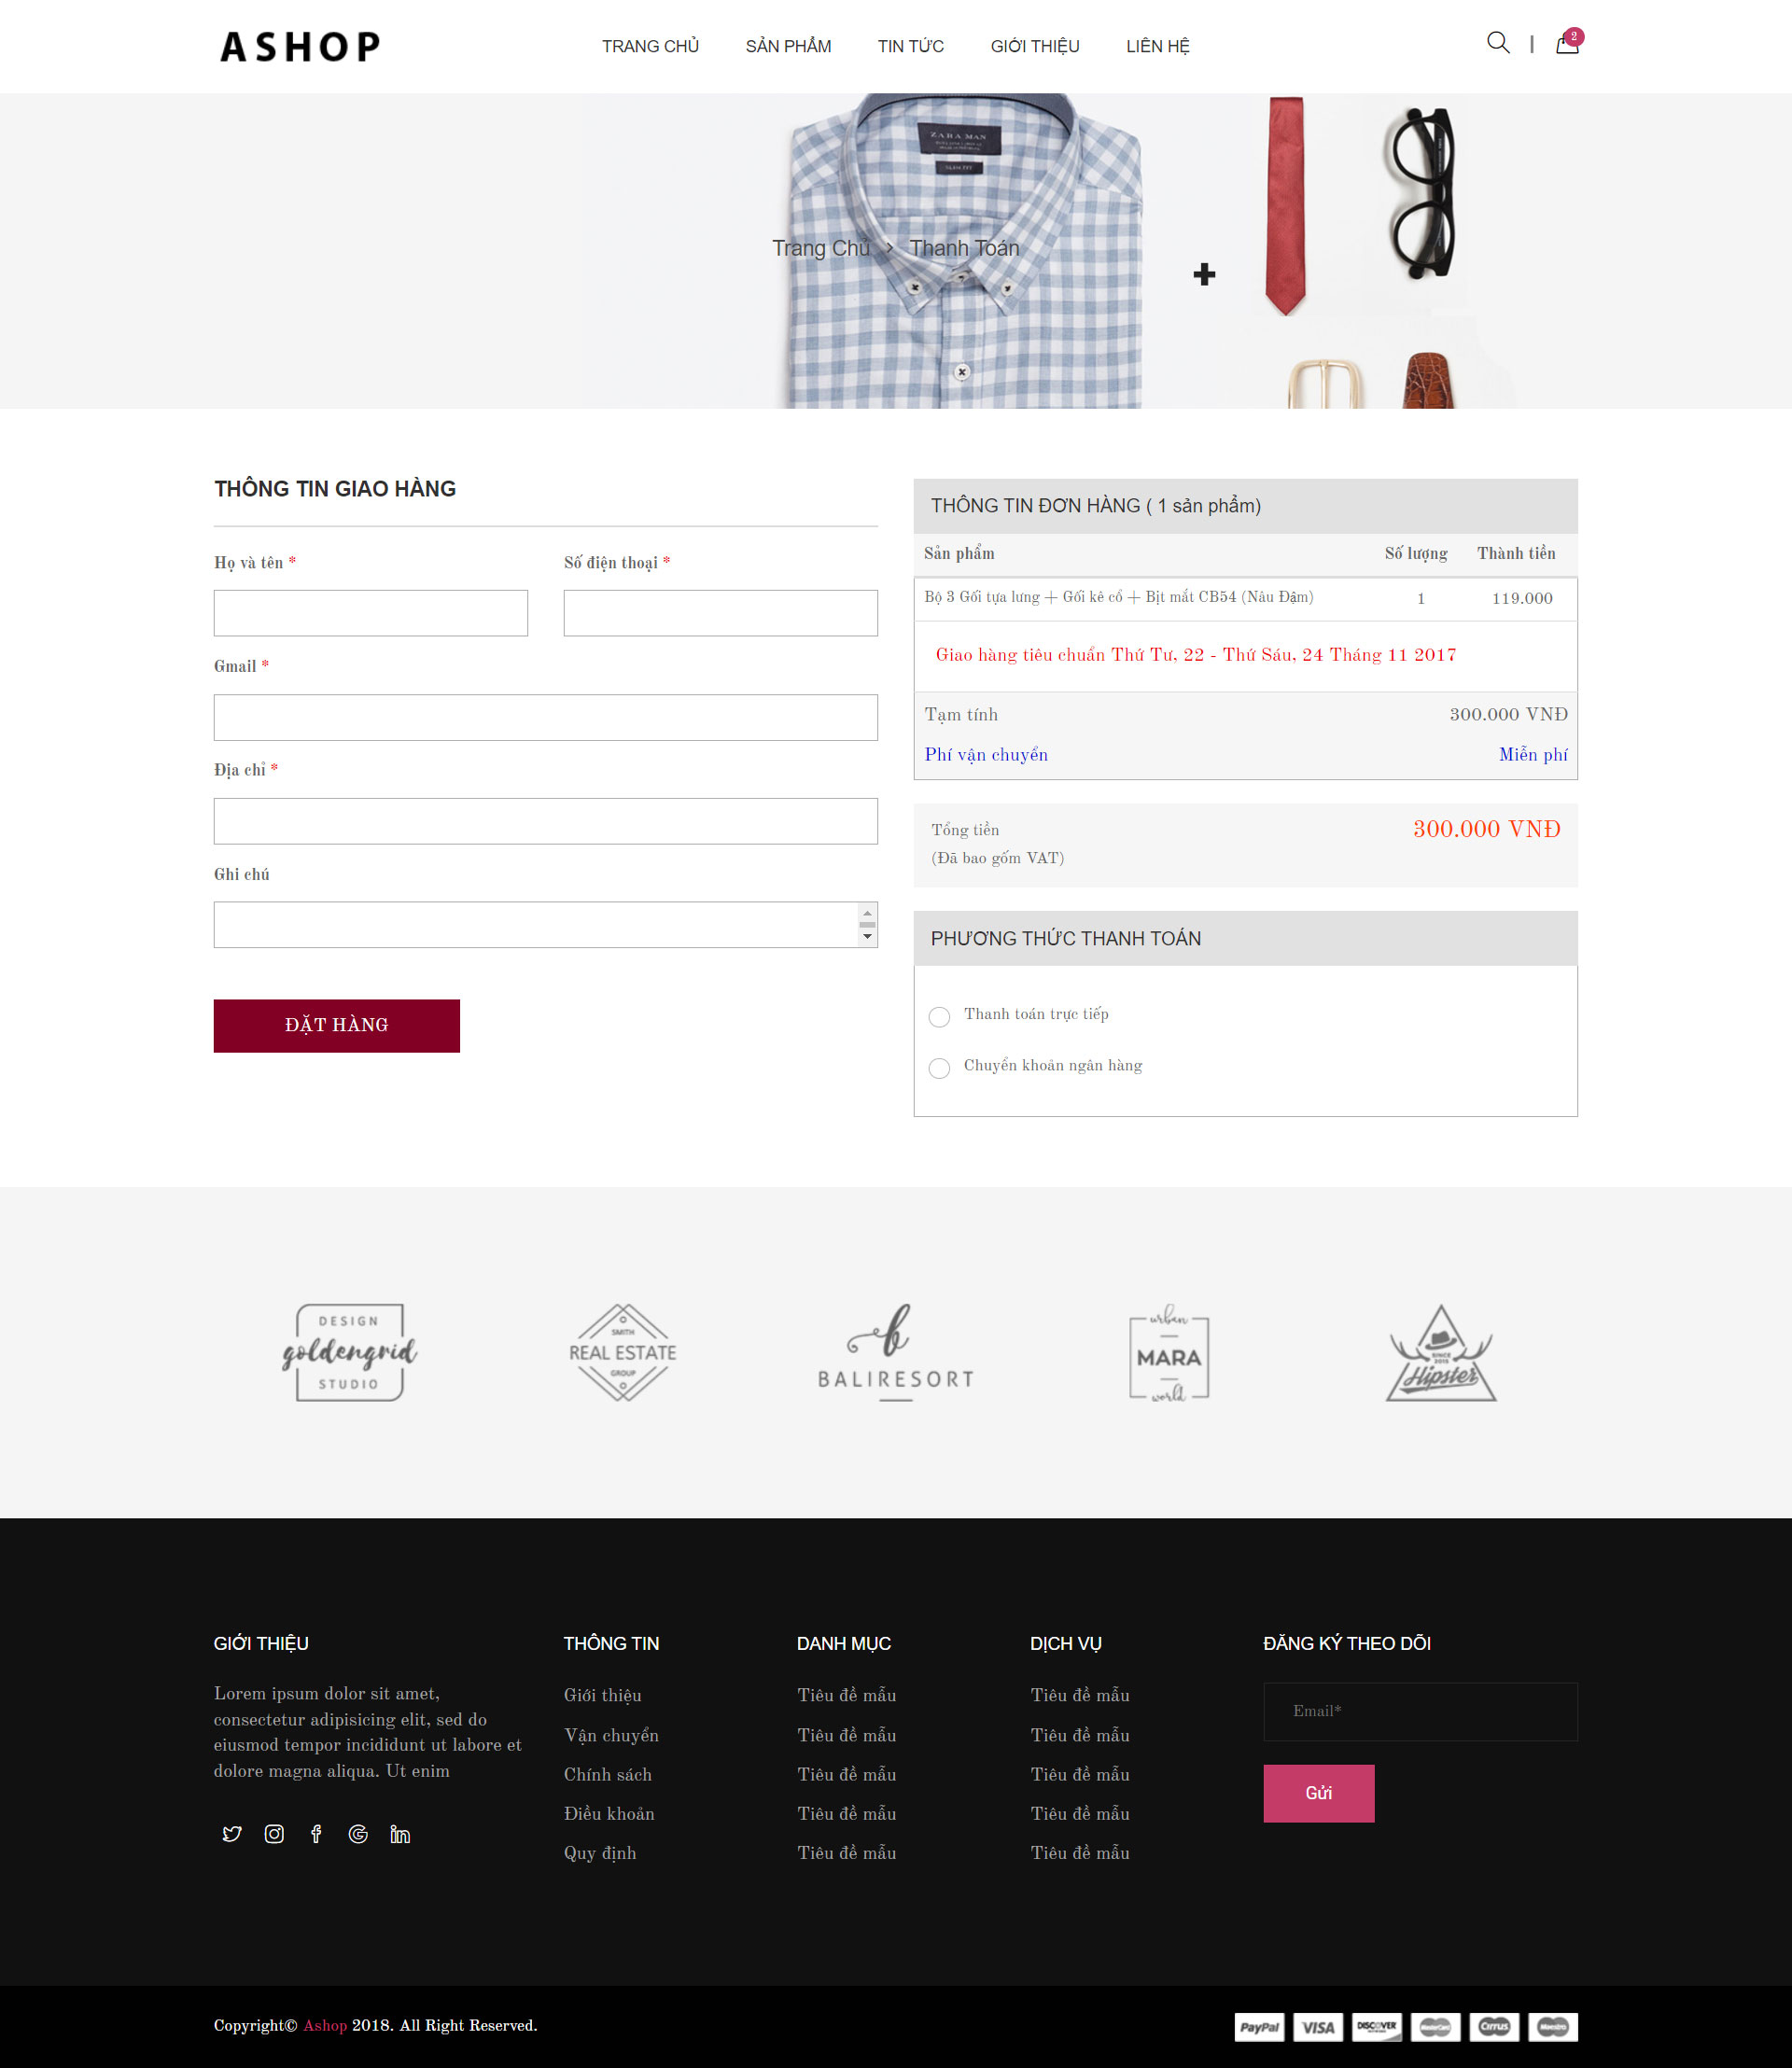 ASHOP
TRANG CHỦ SẢN PHẨM TIN TỨC GIỚI THIỆU LIÊN HỆ
2
ZARA MAN
SLIM FIT
Trang Chủ > Thanh Toán
THÔNG TIN GIAO HÀNG
Họ và tên * Số điện thoại *
Gmail *
Địa chỉ *
Ghi chú
ĐẶT HÀNG
THÔNG TIN ĐƠN HÀNG ( 1 sản phẩm)
Sản phẩm Số lượng Thành tiền
Bộ 3 Gối tựa lưng + Gối kê cổ + Bịt mắt CB54 (Nâu Đậm) 1 119.000
Giao hàng tiêu chuẩn Thứ Tư, 22 - Thứ Sáu, 24 Tháng 11 2017
Tạm tính 300.000 VNĐ
Phí vận chuyển Miễn phí
Tổng tiền 300.000 VNĐ
(Đã bao gồm VAT)
PHƯƠNG THỨC THANH TOÁN
Thanh toán trực tiếp
Chuyển khoản ngân hàng
DESIGN
goldengrid
STUDIO
SMITH
REAL ESTATE
GROUP
b
BALIRESORT
urban
MARA
world
SINCE
2015
Hipster
GIỚI THIỆU
Lorem ipsum dolor sit amet,
consectetur adipisicing elit, sed do
eiusmod tempor incididunt ut labore et
dolore magna aliqua. Ut enim
THÔNG TIN
Giới thiệu
Vận chuyển
Chính sách
Điều khoản
Quy định
DANH MỤC
Tiêu đề mẫu
Tiêu đề mẫu
Tiêu đề mẫu
Tiêu đề mẫu
Tiêu đề mẫu
DỊCH VỤ
Tiêu đề mẫu
Tiêu đề mẫu
Tiêu đề mẫu
Tiêu đề mẫu
Tiêu đề mẫu
ĐĂNG KÝ THEO DÕI
Email*
Gửi
Copyright© Ashop 2018. All Right Reserved.
PayPal VISA DISCOVER MasterCard Cirrus Maestro